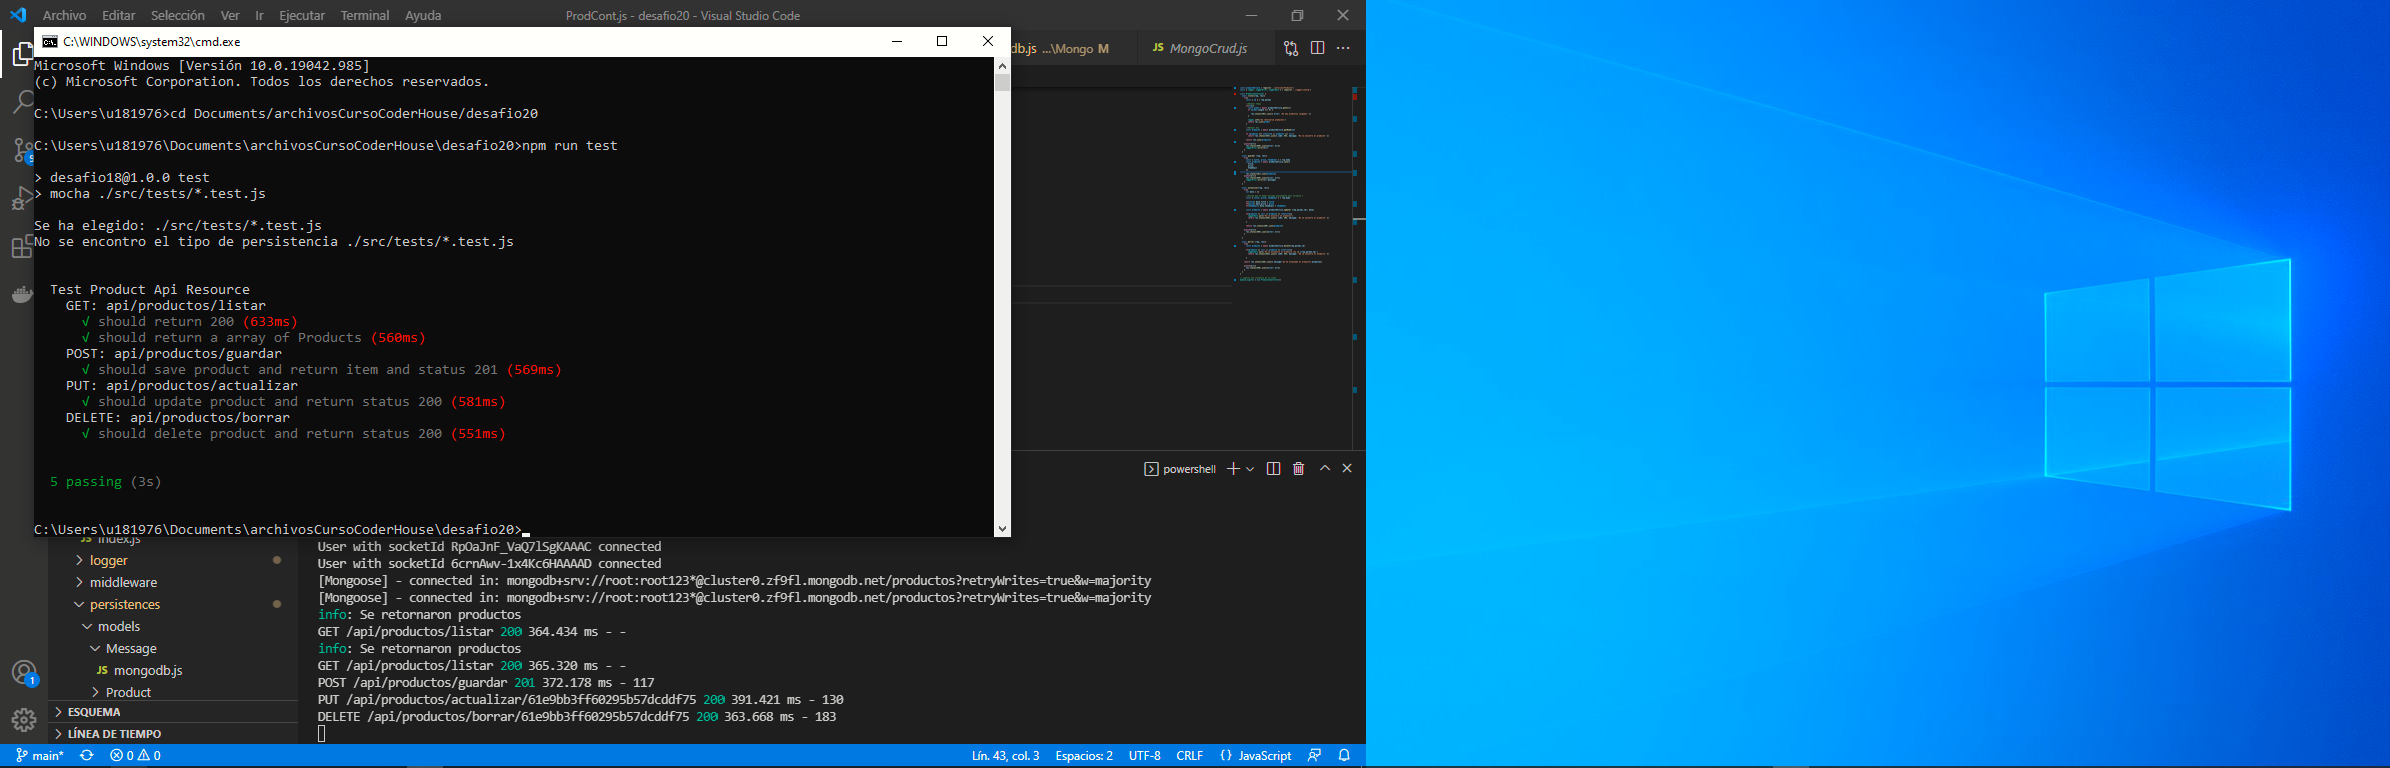 Archivo Editar Selección Ver Ir Ejecutar Terminal Ayuda
ProdCont.js - desafio20 - Visual Studio Code
C:\WINDOWS\system32\cmd.exe
db.js ...\Mongo M
JS MongoCrud.js
Microsoft Windows [Versión 10.0.19042.985]
(c) Microsoft Corporation. Todos los derechos reservados.
C:\Users\u181976>cd Documents/archivosCursoCoderHouse/desafio20
C:\Users\u181976\Documents\archivosCursoCoderHouse\desafio20>npm run test
> desafio18@1.0.0 test
> mocha ./src/tests/*.test.js
Se ha elegido: ./src/tests/*.test.js
No se encontro el tipo de persistencia ./src/tests/*.test.js
Test Product Api Resource
GET: api/productos/listar
√ should return 200 (633ms)
√ should return a array of Products (560ms)
POST: api/productos/guardar
√ should save product and return item and status 201 (569ms)
PUT: api/productos/actualizar
√ should update product and return status 200 (581ms)
DELETE: api/productos/borrar
√ should delete product and return status 200 (551ms)
5 passing (3s)
C:\Users\u181976\Documents\archivosCursoCoderHouse\desafio20>
powershell
JS index.js
logger
middleware
persistences
models
Message
JS mongodb.js
Product
ESQUEMA
LÍNEA DE TIEMPO
User with socketId RpOaJnF_VaQ7lSgKAAAC connected
User with socketId 6crnAwv-1x4Kc6HAAAAD connected
[Mongoose] - connected in: mongodb+srv://root:root123*@cluster0.zf9fl.mongodb.net/productos?retryWrites=true&w=majority
[Mongoose] - connected in: mongodb+srv://root:root123*@cluster0.zf9fl.mongodb.net/productos?retryWrites=true&w=majority
info: Se retornaron productos
GET /api/productos/listar 200 364.434 ms - -
info: Se retornaron productos
GET /api/productos/listar 200 365.320 ms - -
POST /api/productos/guardar 201 372.178 ms - 117
PUT /api/productos/actualizar/61e9bb3ff60295b57dcddf75 200 391.421 ms - 130
DELETE /api/productos/borrar/61e9bb3ff60295b57dcddf75 200 363.668 ms - 183
1
main* 0 0
Lín. 43, col. 3 Espacios: 2 UTF-8 CRLF {} JavaScript